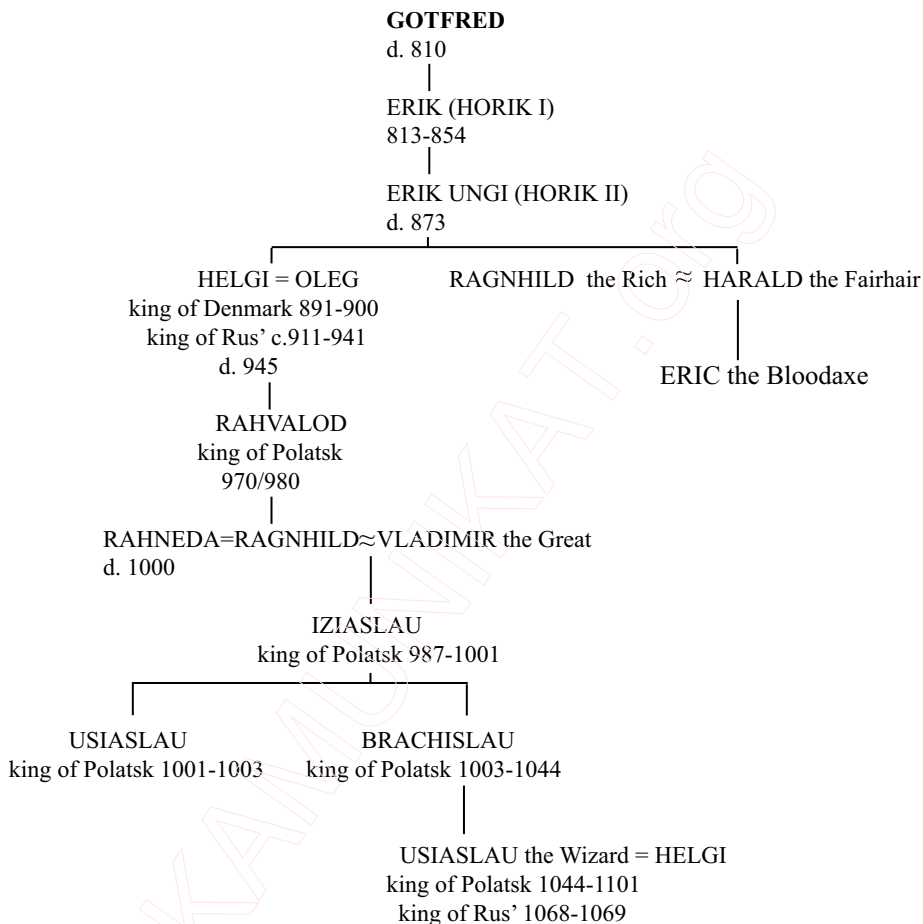 GOTFRED
d. 810
ERIK (HORIK I)
813-854
ERIK UNGI (HORIK II)
d. 873
HELGI = OLEG
king of Denmark 891-900
king of Rus’ c.911-941
d. 945
RAGNHILD the Rich ≈ HARALD the Fairhair
ERIC the Bloodaxe
RAHVALOD
king of Polatsk
970/980
RAHNEDA=RAGNHILD≈VLADIMIR the Great
d. 1000
IZIASLAU
king of Polatsk 987-1001
USIASLAU
king of Polatsk 1001-1003
BRACHISLAU
king of Polatsk 1003-1044
USIASLAU the Wizard = HELGI
king of Polatsk 1044-1101
king of Rus’ 1068-1069
KAMUNIKAT.org